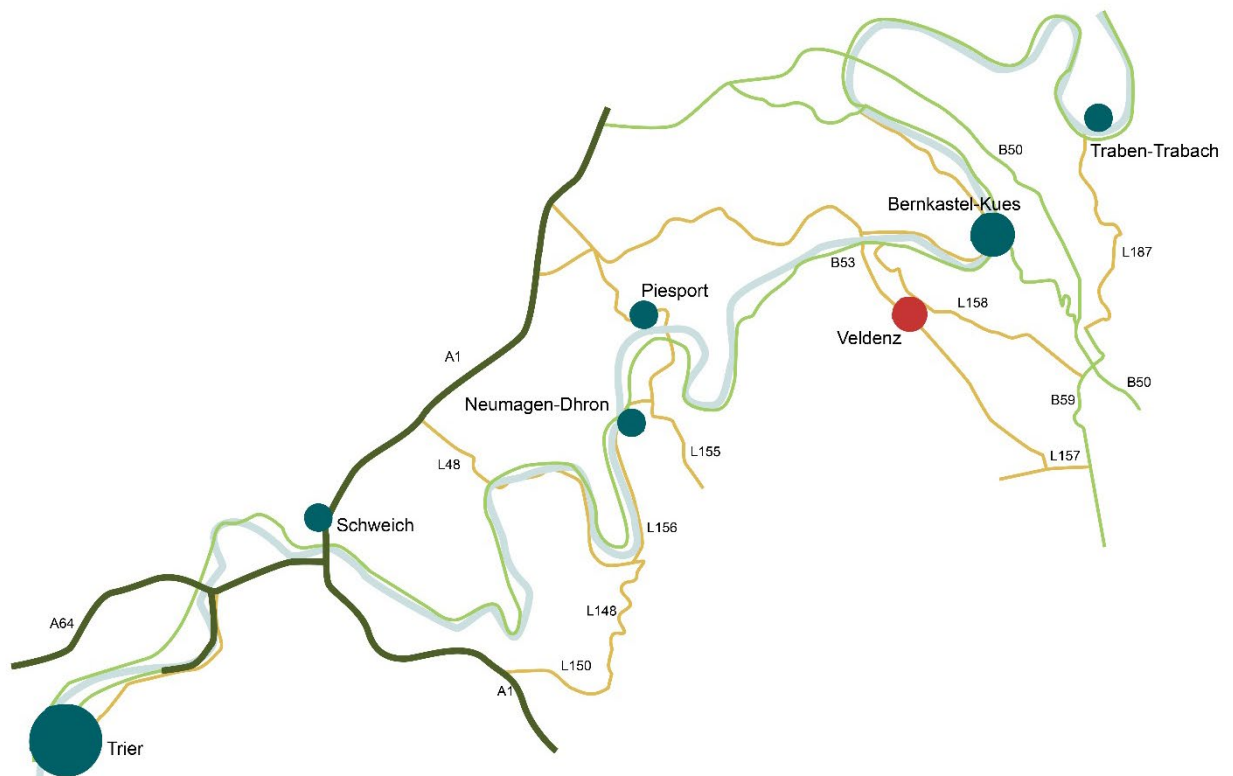 B50
Traben-Trabach
Bernkastel-Kues
L187
B53
Piesport
L158
Veldenz
A1
B50
Neumagen-Dhron
B59
L155
L157
L48
Schweich
L156
L148
A64
L150
A1
Trier